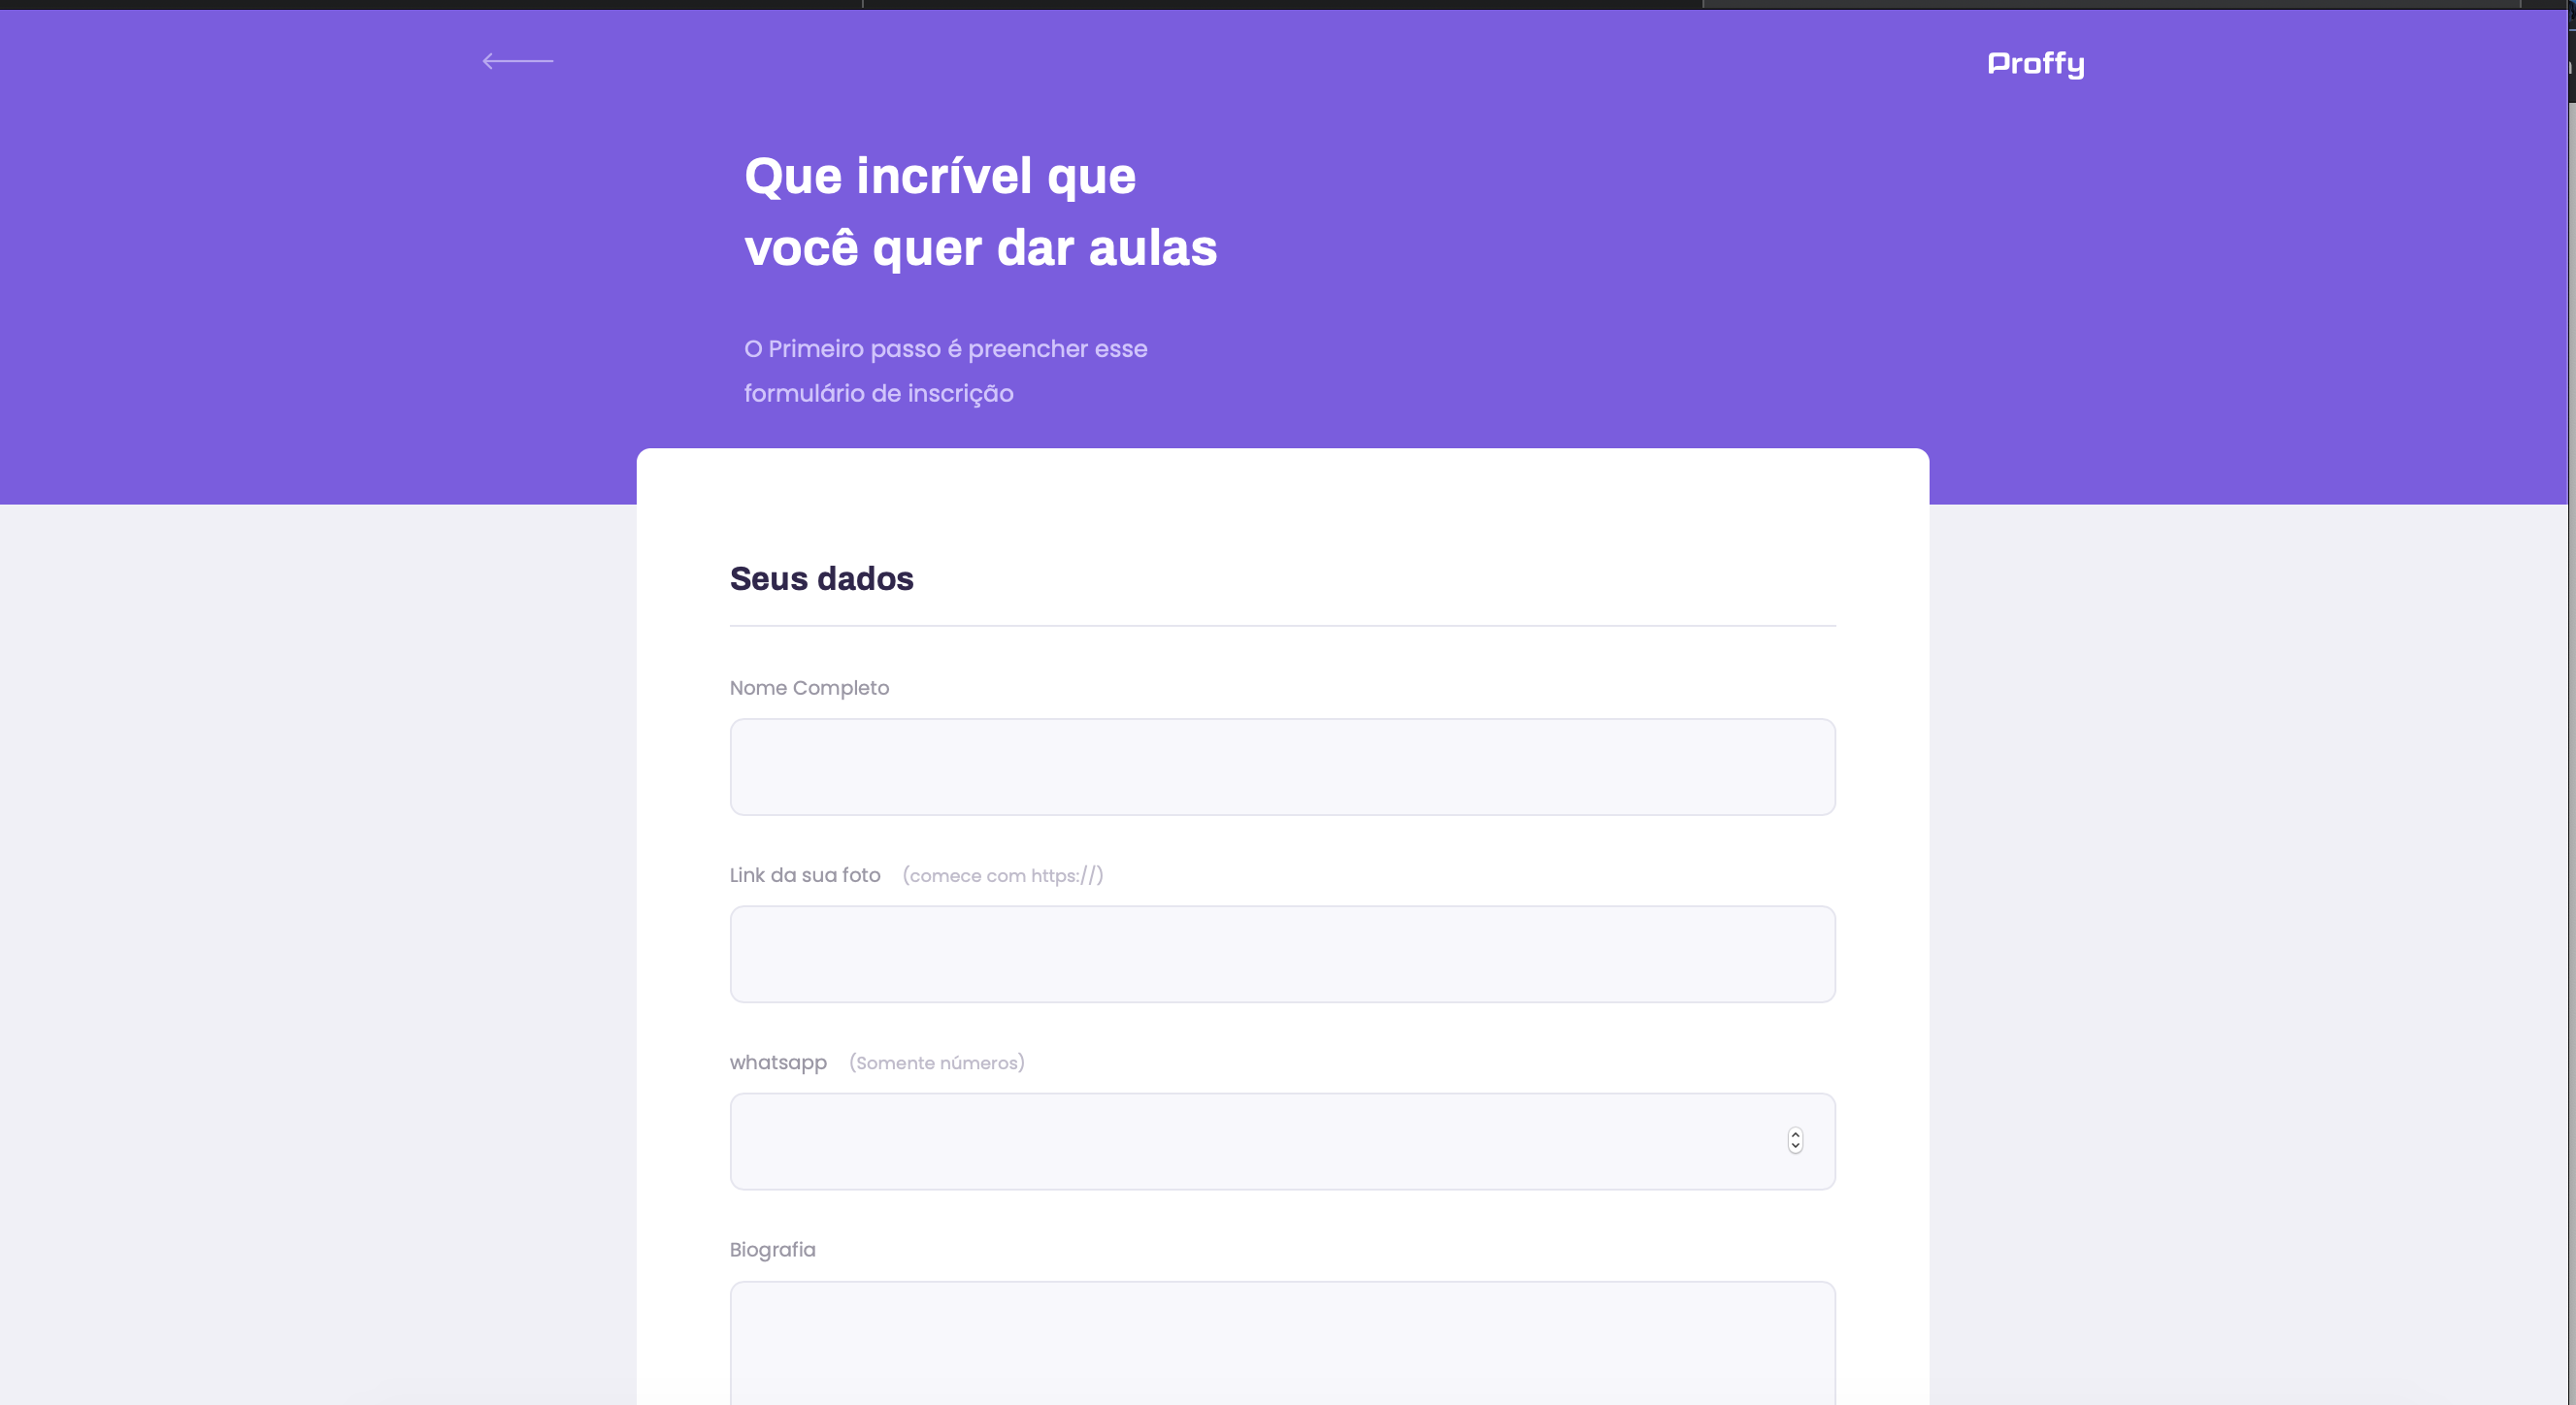 Proffy
Que incrível que
você quer dar aulas
O Primeiro passo é preencher esse
formulário de inscrição
Seus dados
Nome Completo
Link da sua foto (comece com https://)
whatsapp (Somente números)
Biografia